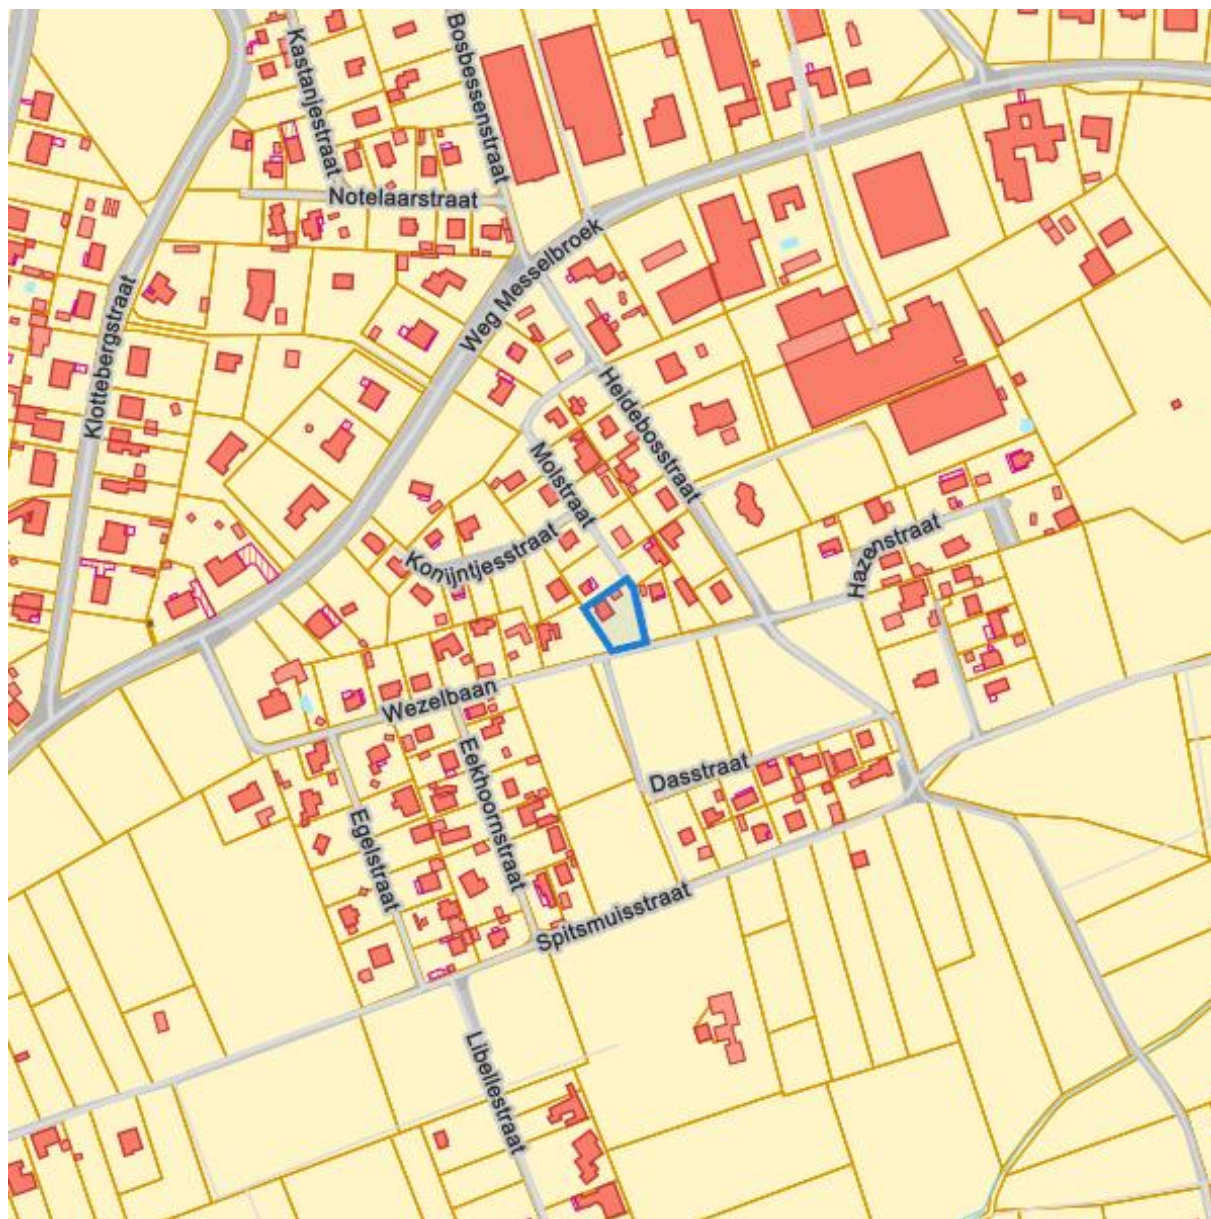 Kastanjestraat
Bosbessenstraat
Notelaarstraat
Weg Messelbroek
Klottebergstraat
Heidebosstraat
Molstraat
Konijntjesstraat
Hazenstraat
Wezelbaan
Eekhoornstraat
Dasstraat
Egelstraat
Spitsmuisstraat
Libellestraat